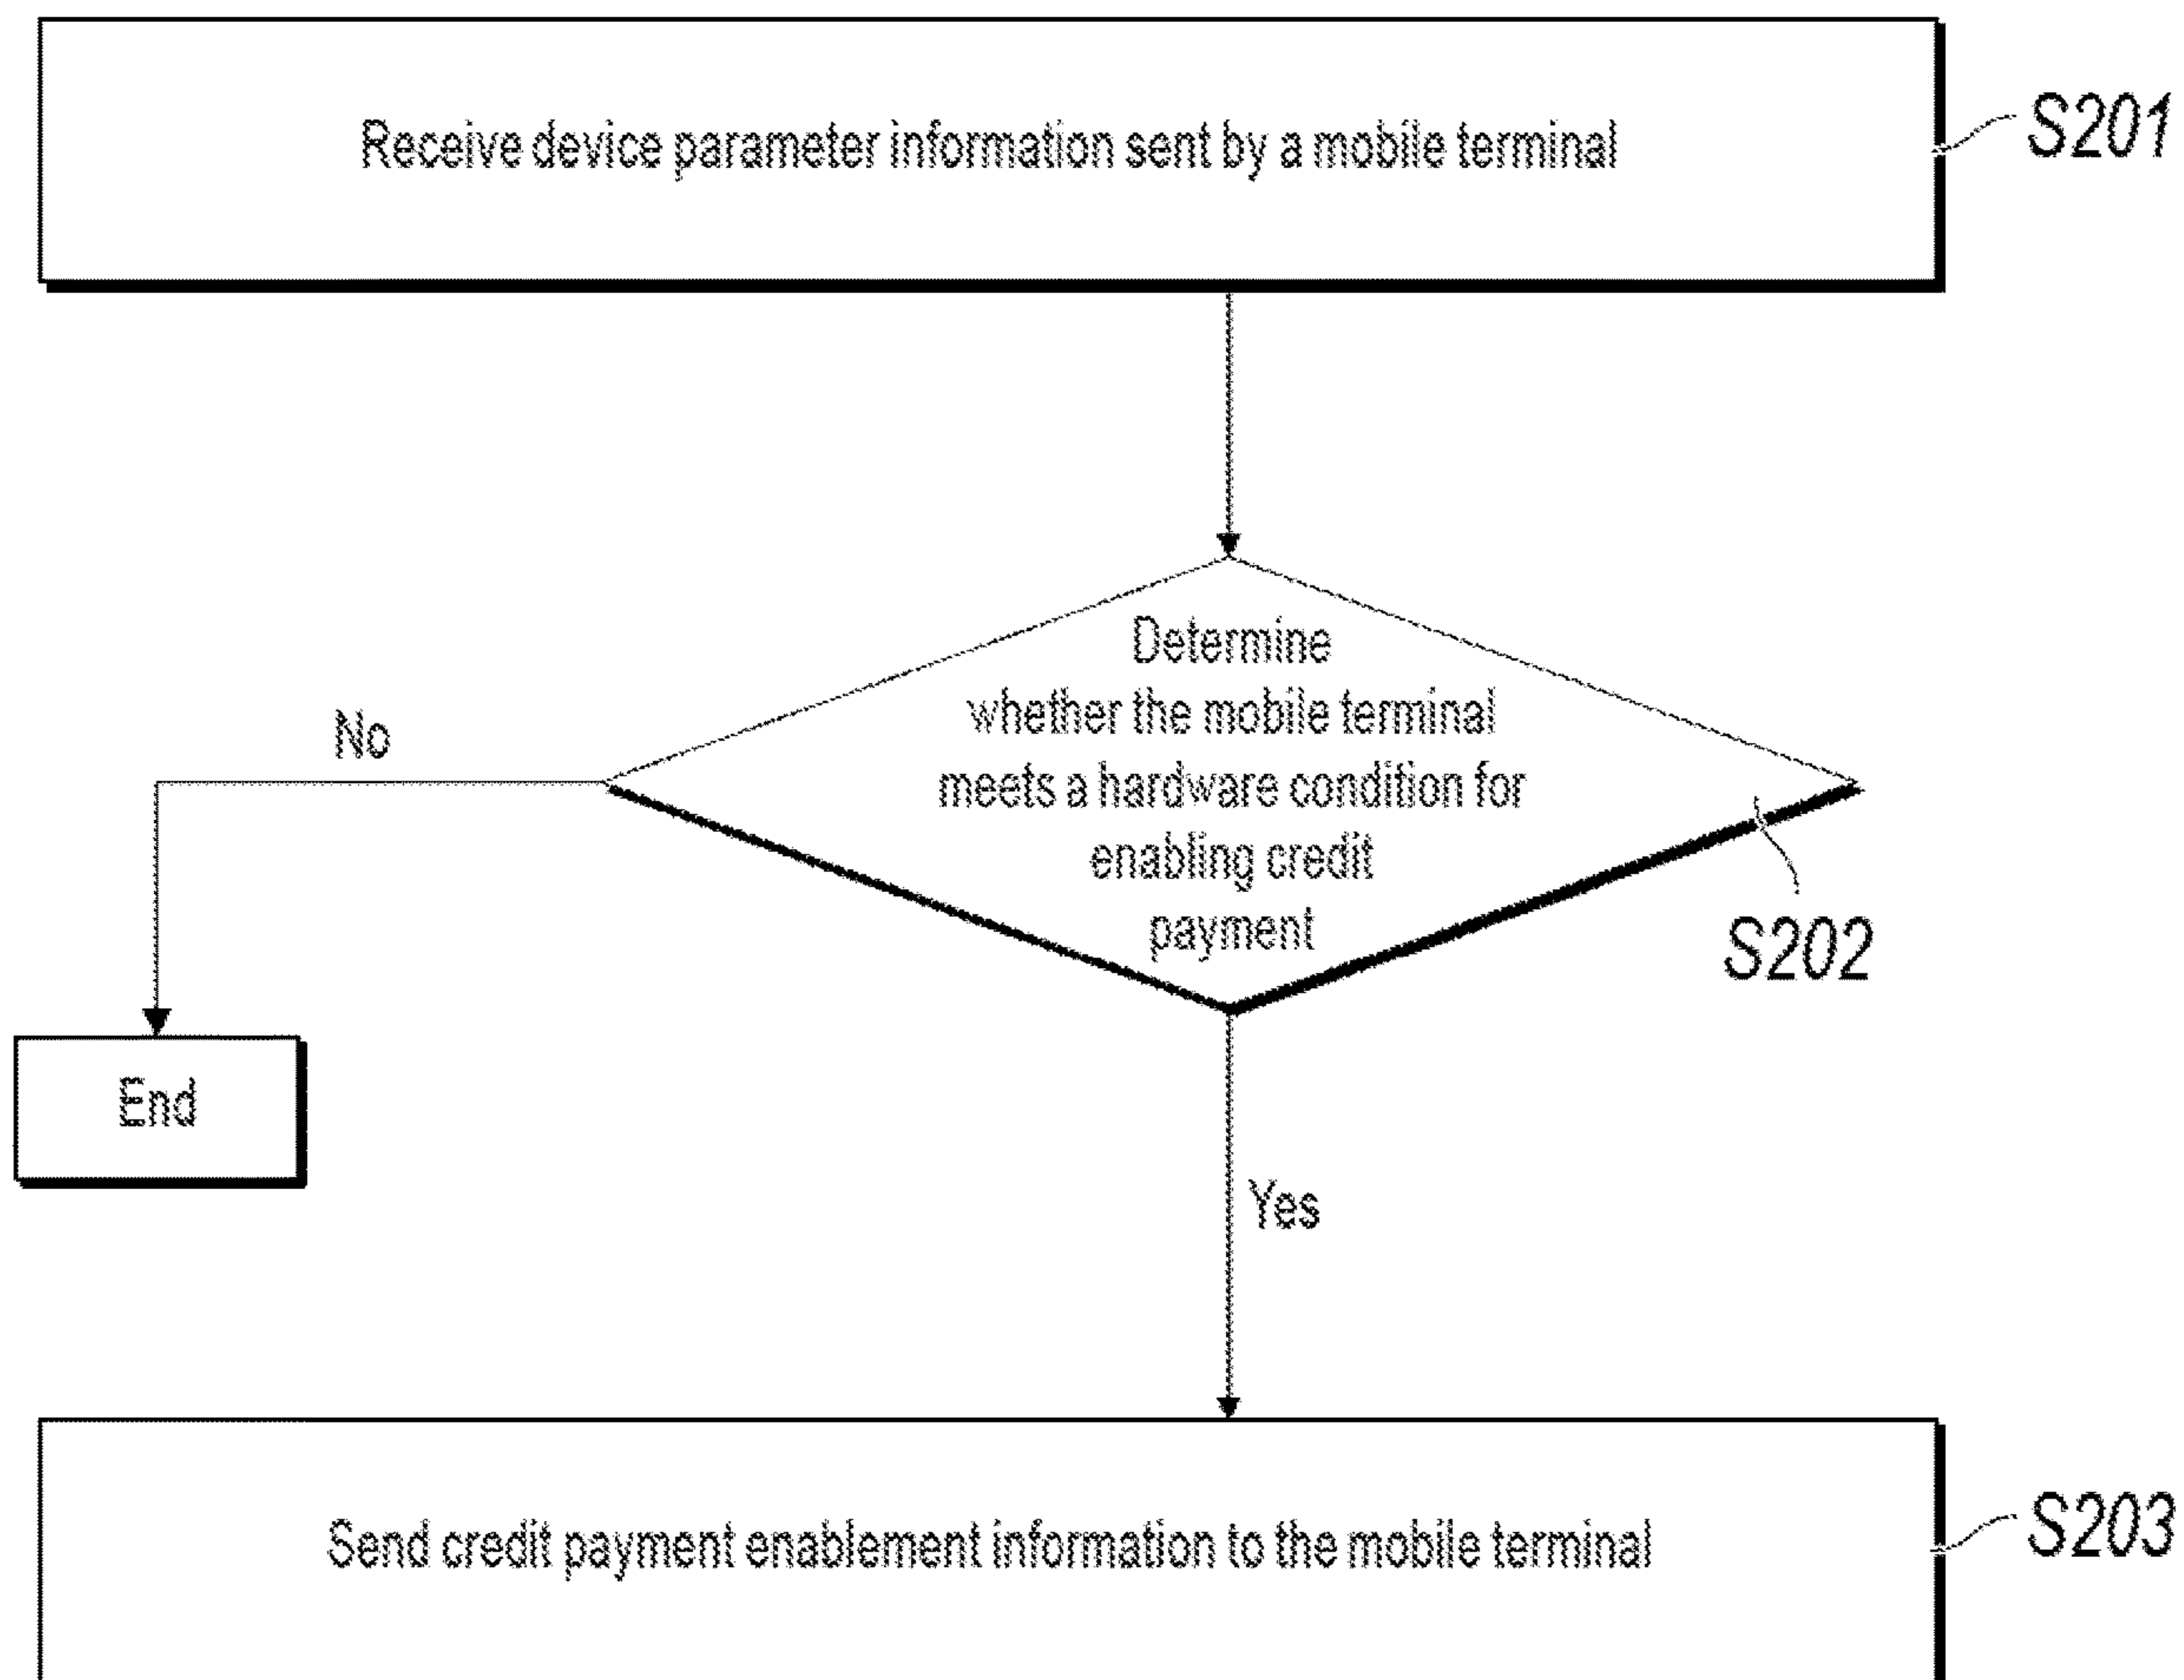 Receive device parameter information sent by a mobile terminal
S201
Determine
whether the mobile terminal
meets a hardware condition for
enabling credit
payment
S202
No
End
Yes
Send credit payment enablement information to the mobile terminal
S203